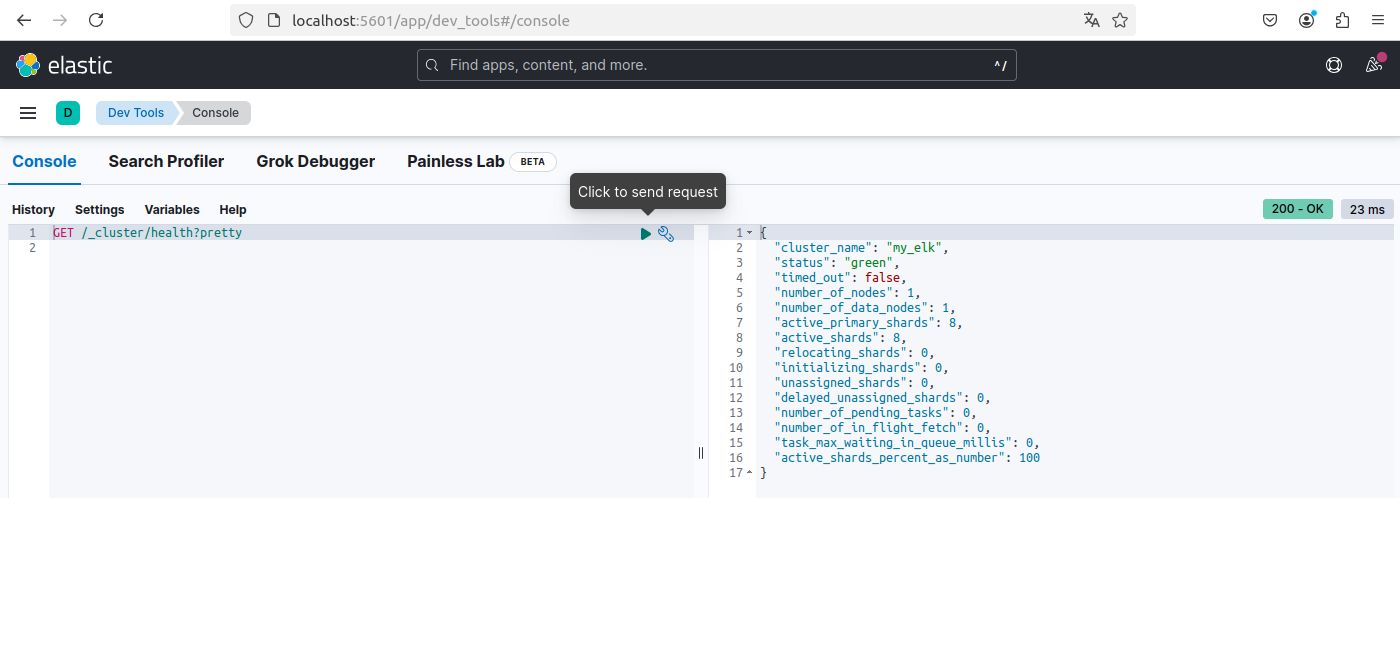 localhost:5601/app/dev_tools#/console
elastic
Find apps, content, and more.
^/
D
Dev Tools
Console
Console
Search Profiler
Grok Debugger
Painless Lab
BETA
Click to send request
History
Settings
Variables
Help
200 - OK
23 ms
1 GET /_cluster/health?pretty
2
1 {
2 "cluster_name": "my_elk",
3 "status": "green",
4 "timed_out": false,
5 "number_of_nodes": 1,
6 "number_of_data_nodes": 1,
7 "active_primary_shards": 8,
8 "active_shards": 8,
9 "relocating_shards": 0,
10 "initializing_shards": 0,
11 "unassigned_shards": 0,
12 "delayed_unassigned_shards": 0,
13 "number_of_pending_tasks": 0,
14 "number_of_in_flight_fetch": 0,
15 "task_max_waiting_in_queue_millis": 0,
16 "active_shards_percent_as_number": 100
17 }